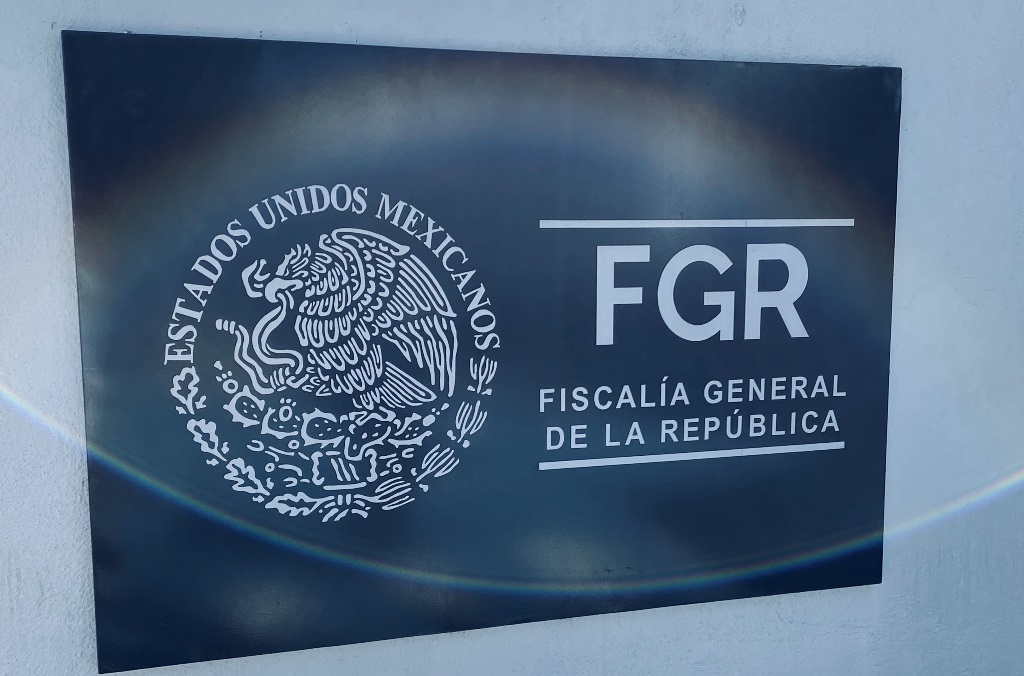 ESTADOS UNIDOS MEXICANOS
FGR
FISCALÍA GENERAL
DE LA REPÚBLICA